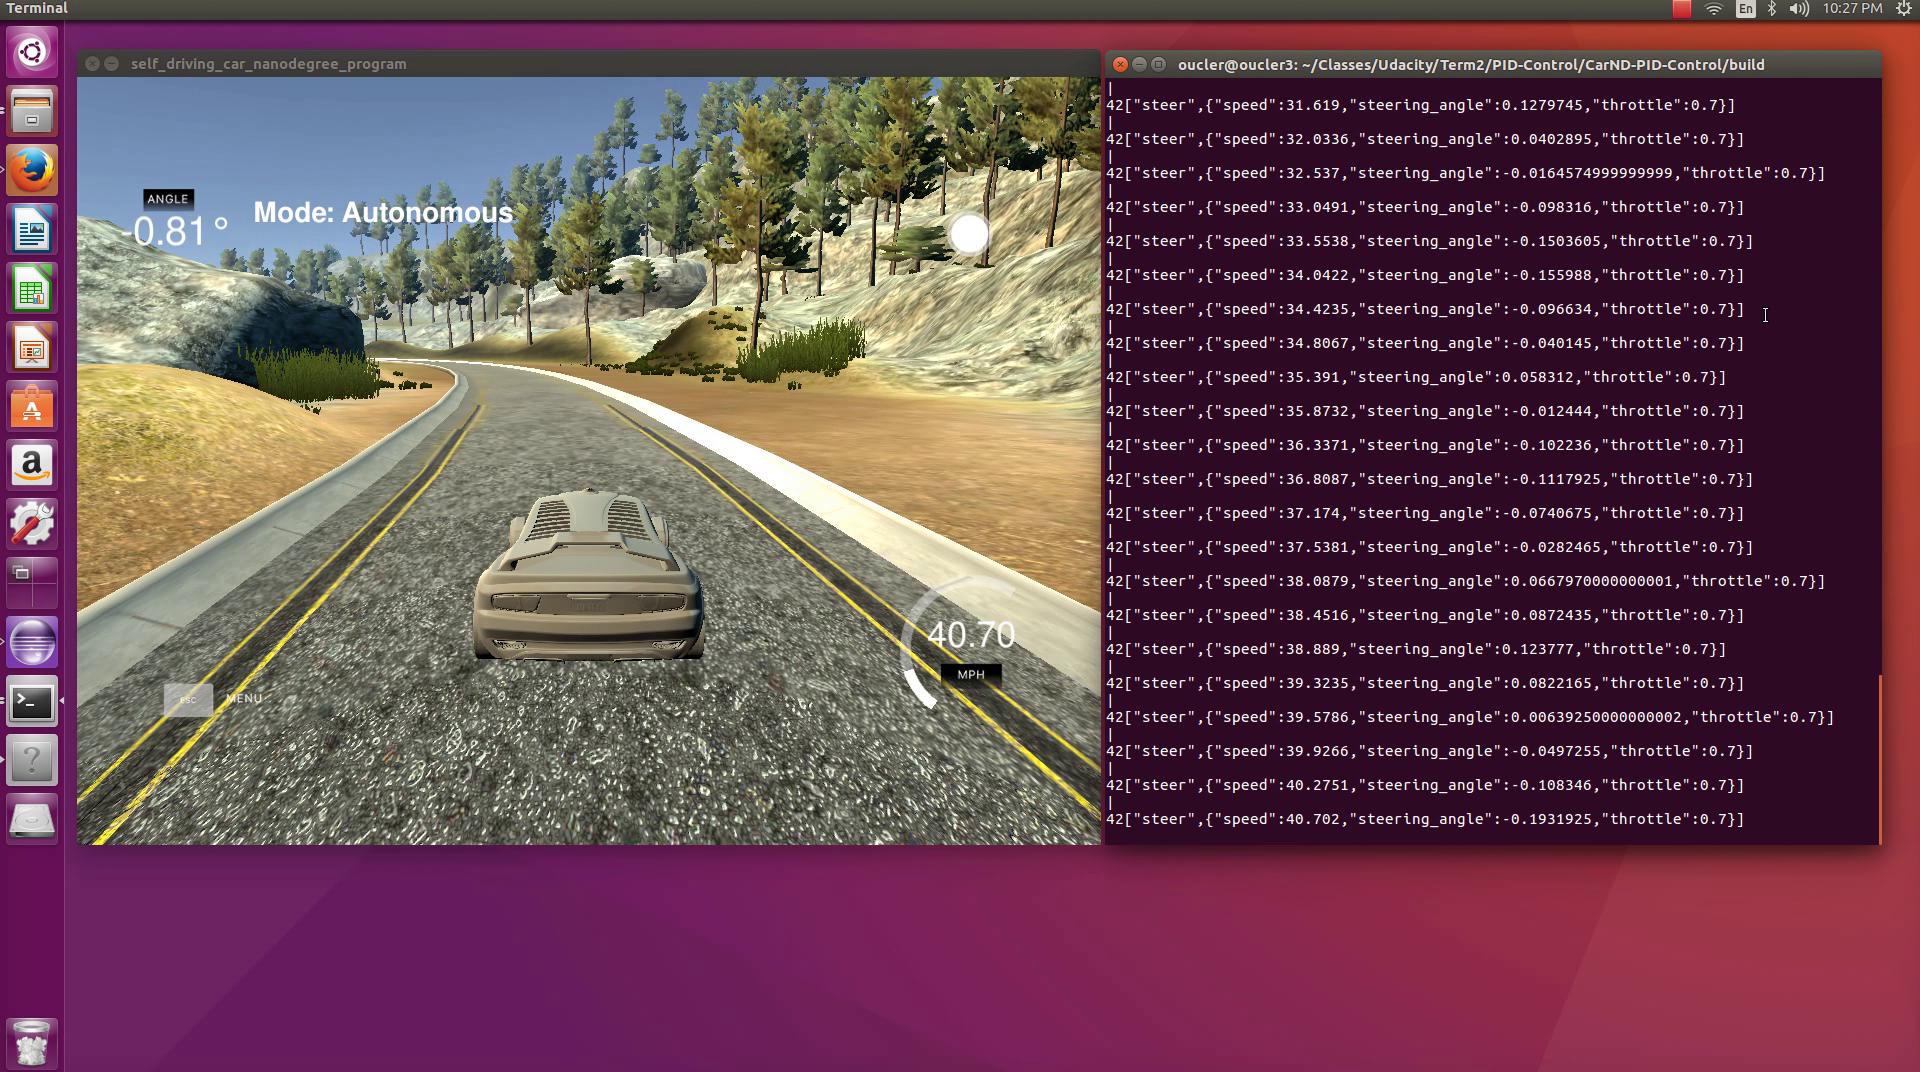 Terminal
En
10:27 PM
self_driving_car_nanodegree_program
ANGLE
-0.81°
Mode: Autonomous
40.70
MPH
ESC
MENU
oucler@oucler3: ~/Classes/Udacity/Term2/PID-Control/CarND-PID-Control/build
|
42["steer",{"speed":31.619,"steering_angle":0.1279745,"throttle":0.7}]
|
42["steer",{"speed":32.0336,"steering_angle":0.0402895,"throttle":0.7}]
|
42["steer",{"speed":32.537,"steering_angle":-0.0164574999999999,"throttle":0.7}]
|
42["steer",{"speed":33.0491,"steering_angle":-0.098316,"throttle":0.7}]
|
42["steer",{"speed":33.5538,"steering_angle":-0.1503605,"throttle":0.7}]
|
42["steer",{"speed":34.0422,"steering_angle":-0.155988,"throttle":0.7}]
|
42["steer",{"speed":34.4235,"steering_angle":-0.096634,"throttle":0.7}]
|
42["steer",{"speed":34.8067,"steering_angle":-0.040145,"throttle":0.7}]
|
42["steer",{"speed":35.391,"steering_angle":0.058312,"throttle":0.7}]
|
42["steer",{"speed":35.8732,"steering_angle":-0.012444,"throttle":0.7}]
|
42["steer",{"speed":36.3371,"steering_angle":-0.102236,"throttle":0.7}]
|
42["steer",{"speed":36.8087,"steering_angle":-0.1117925,"throttle":0.7}]
|
42["steer",{"speed":37.174,"steering_angle":-0.0740675,"throttle":0.7}]
|
42["steer",{"speed":37.5381,"steering_angle":-0.0282465,"throttle":0.7}]
|
42["steer",{"speed":38.0879,"steering_angle":0.0667970000000001,"throttle":0.7}]
|
42["steer",{"speed":38.4516,"steering_angle":0.0872435,"throttle":0.7}]
|
42["steer",{"speed":38.889,"steering_angle":0.123777,"throttle":0.7}]
|
42["steer",{"speed":39.3235,"steering_angle":0.0822165,"throttle":0.7}]
|
42["steer",{"speed":39.5786,"steering_angle":0.00639250000000002,"throttle":0.7}]
|
42["steer",{"speed":39.9266,"steering_angle":-0.0497255,"throttle":0.7}]
|
42["steer",{"speed":40.2751,"steering_angle":-0.108346,"throttle":0.7}]
|
42["steer",{"speed":40.702,"steering_angle":-0.1931925,"throttle":0.7}]